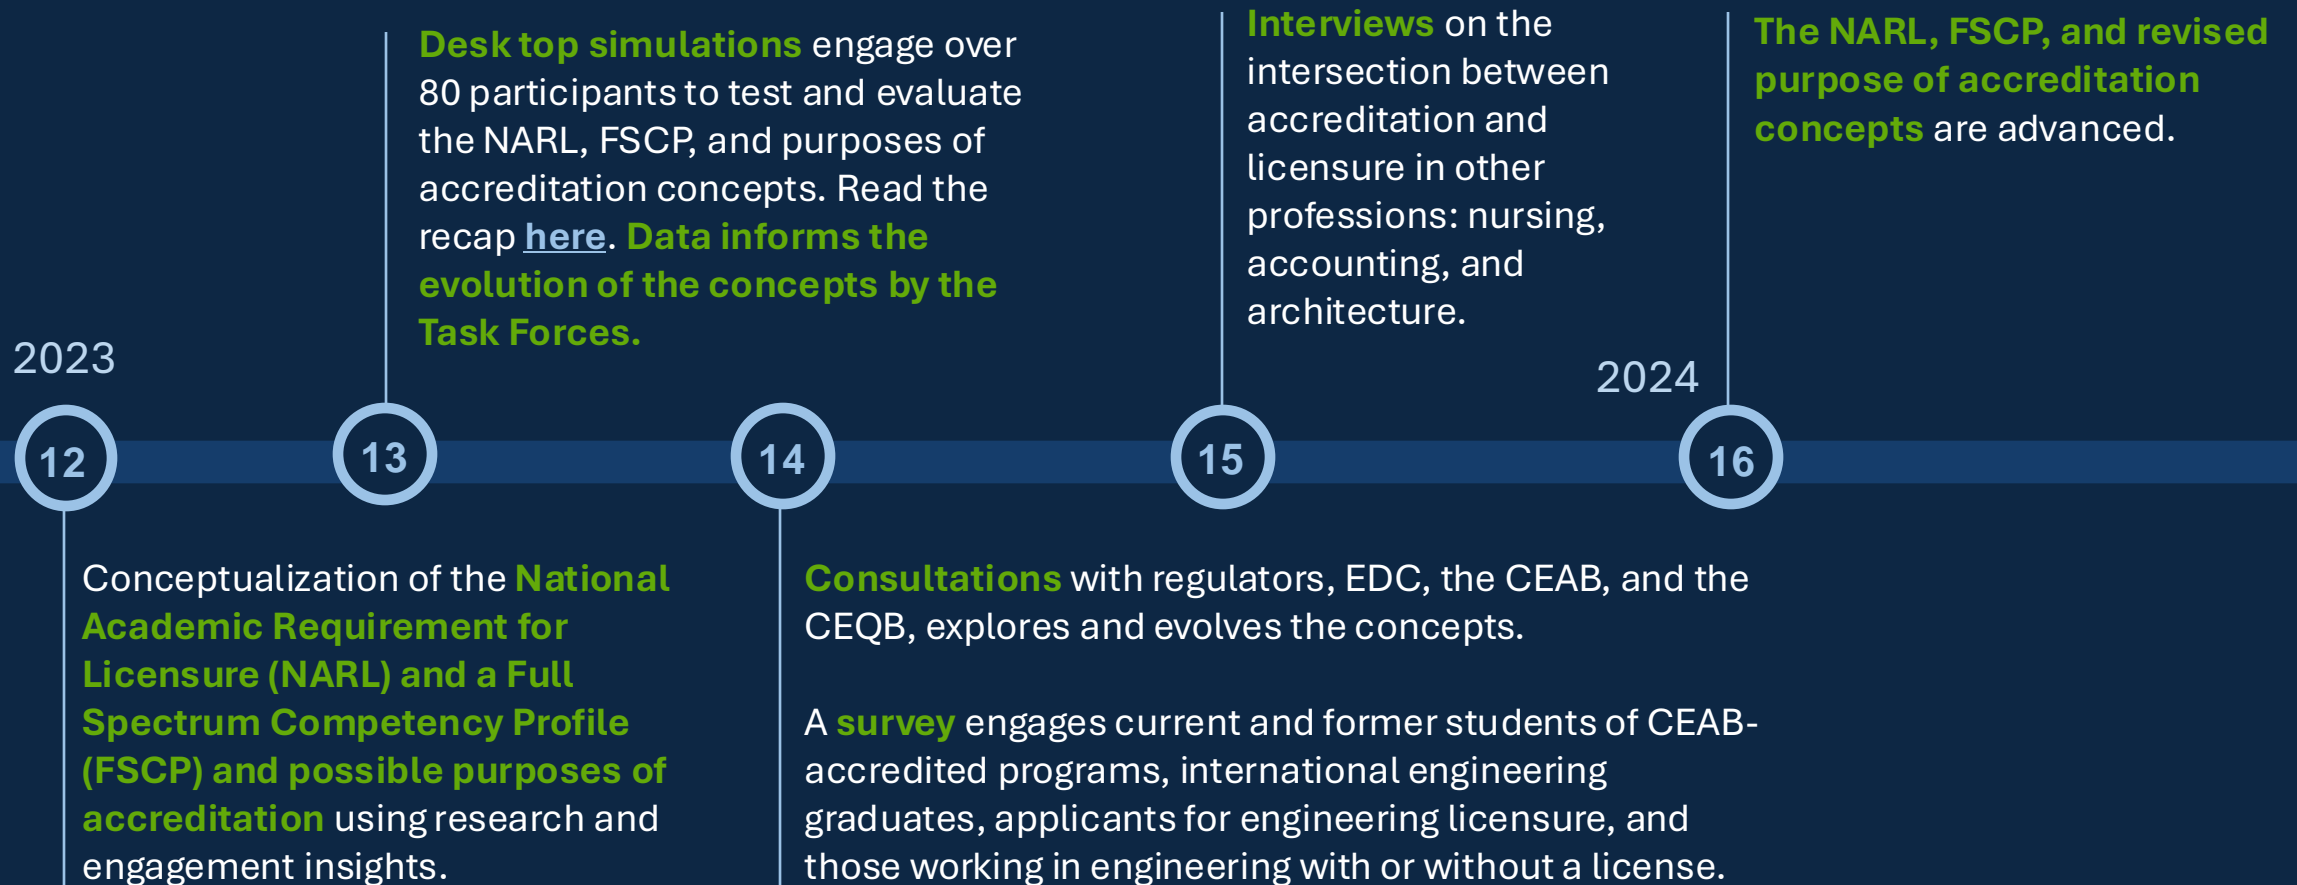 Desktop simulations engage over
80 participants to test and evaluate
the NARL, FSCP, and purposes of
accreditation concepts. Read the
recap here. Data informs the
evolution of the concepts by the
Task Forces.
Interviews on the
intersection between
accreditation and
licensure in other
professions: nursing,
accounting, and
architecture.
The NARL, FSCP, and revised
purpose of accreditation
concepts are advanced.
2023
2024
12
13
14
15
16
Conceptualization of the National
Academic Requirement for
Licensure (NARL) and a Full
Spectrum Competency Profile
(FSCP) and possible purposes of
accreditation using research and
engagement insights.
Consultations with regulators, EDC, the CEAB, and the
CEQB, explores and evolves the concepts.
A survey engages current and former students of CEAB-
accredited programs, international engineering
graduates, applicants for engineering licensure, and
those working in engineering with or without a license.